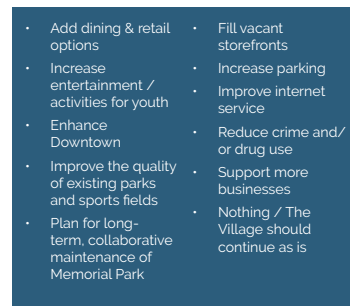 • Add dining & retail
options
• Increase
entertainment /
activities for youth
• Enhance
Downtown
• Improve the quality
of existing parks
and sports fields
• Plan for long-
term, collaborative
maintenance of
Memorial Park
• Fill vacant
storefronts
• Increase parking
• Improve internet
service
• Reduce crime and/
or drug use
• Support more
businesses
• Nothing / The
Village should
continue as is